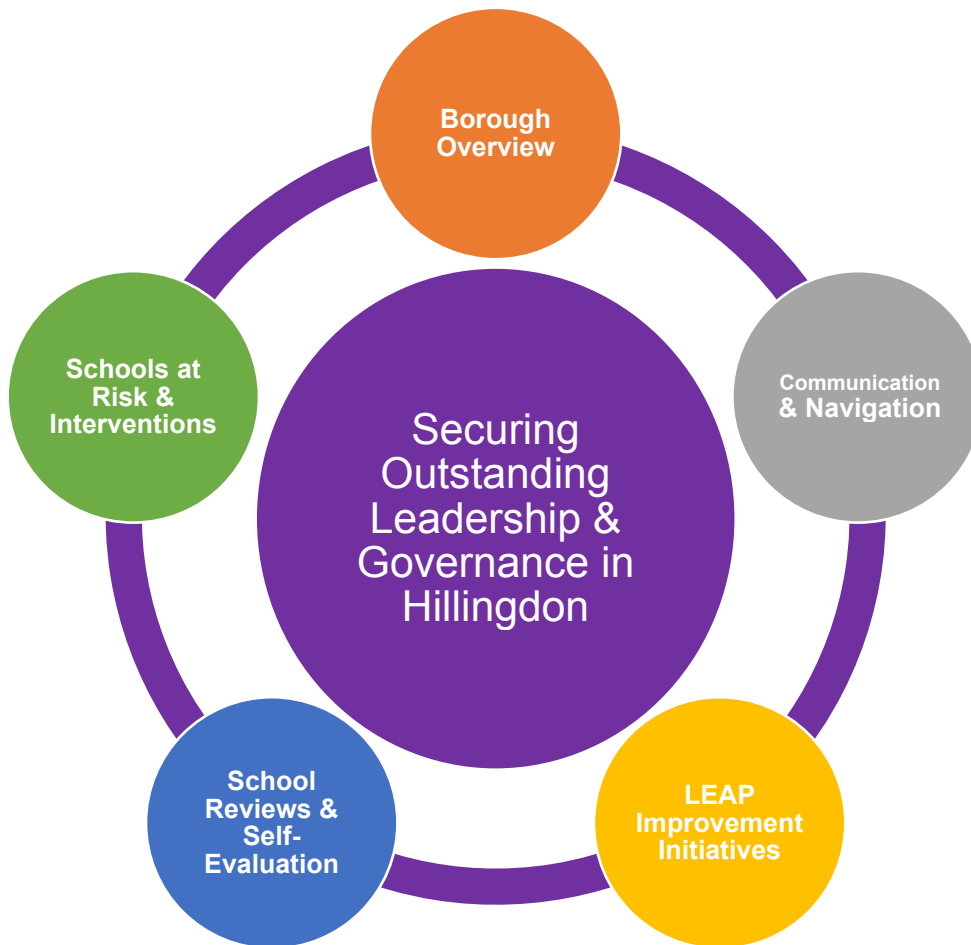 Borough
Overview
Communication
& Navigation
LEAP
Improvement
Initiatives
School
Reviews &
Self-
Evaluation
Schools at
Risk &
Interventions
Securing
Outstanding
Leadership &
Governance in
Hillingdon